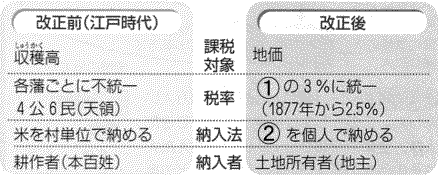 改正前(江戸時代)
改正後
しゅうかく
収穫高
課税
対象
地価
各藩ごとに不統一
4公6民(天領)
税率
①の3%に統一
(1877年から2.5%)
米を村単位で納める
納入法
②を個人で納める
耕作者(本百姓)
納入者
土地所有者(地主)